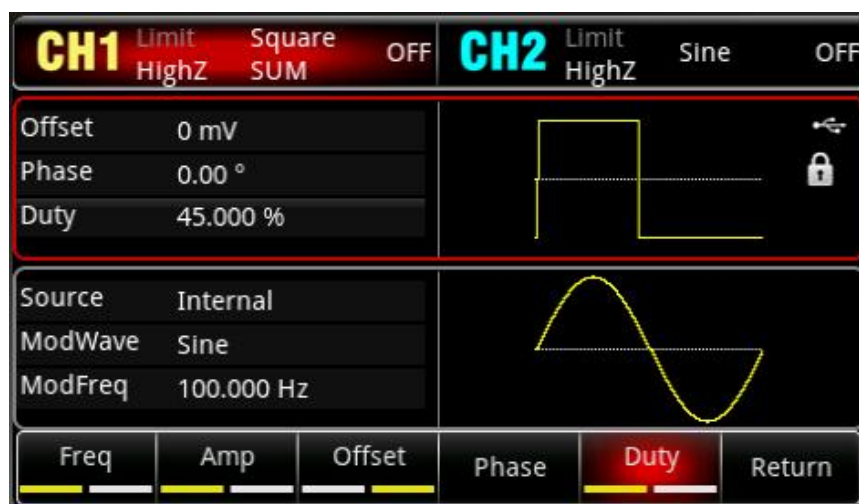 CH1 Limit Square OFF CH2 Limit Sine OFF
HighZ SUM HighZ
Offset 0 mV
Phase 0.00 °
Duty 45.000 %
Source Internal
ModWave Sine
ModFreq 100.000 Hz
Freq Amp Offset Phase Duty Return